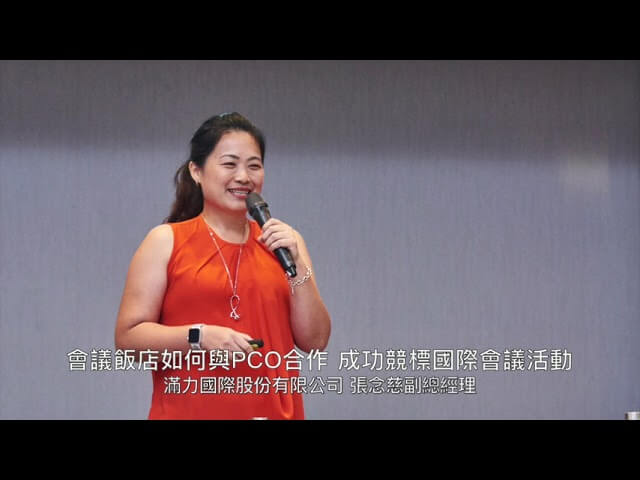 會議飯店如何與PCO合作 成功競標國際會議活動
滿力國際股份有限公司 張念慈副總經理